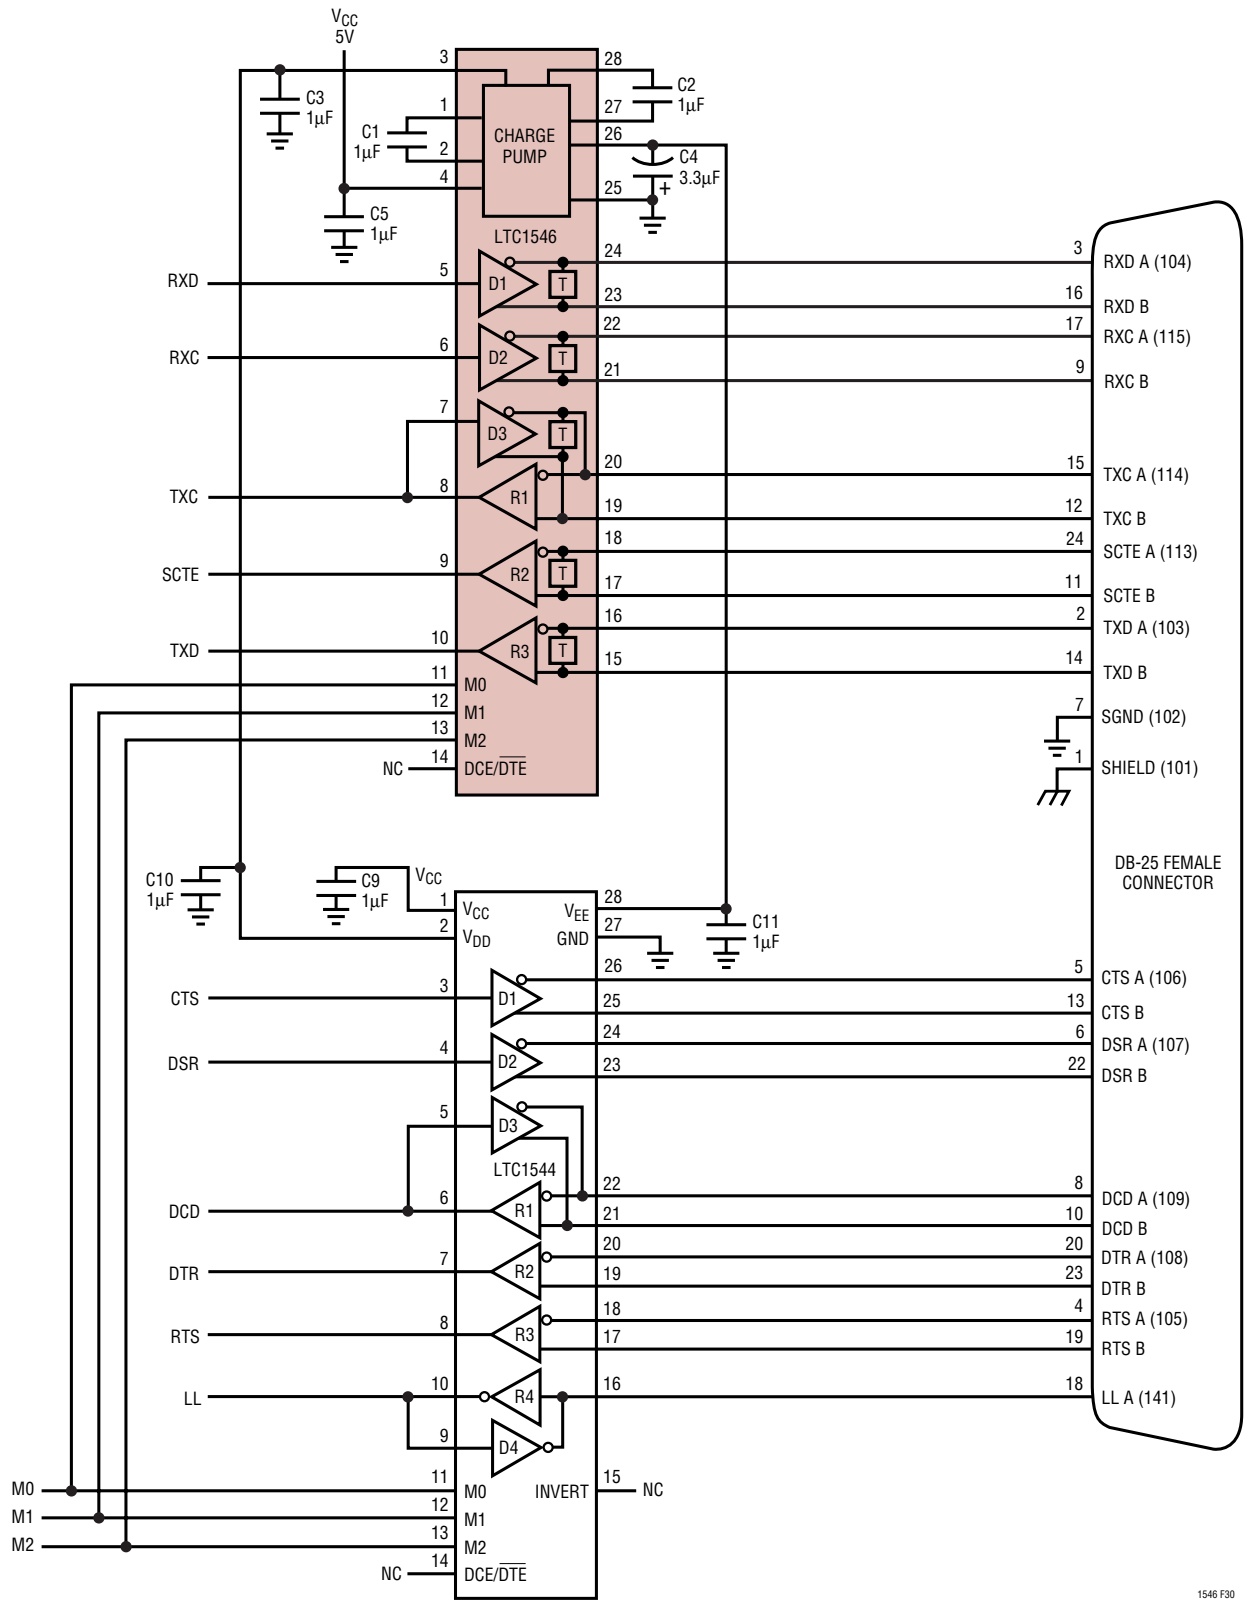 VCC
5V
3
28
C3
1µF
C2
1µF
1
27
C1
1µF
CHARGE
PUMP
26
2
C4
3.3µF
+
4
25
C5
1µF
LTC1546
RXD
5
D1
T
24
23
3
RXD A (104)
16
RXD B
RXC
6
D2
T
22
21
17
RXC A (115)
9
RXC B
7
D3
T
TXC
8
R1
20
19
15
TXC A (114)
12
TXC B
SCTE
9
R2
T
18
17
24
SCTE A (113)
11
SCTE B
TXD
10
R3
T
16
15
2
TXD A (103)
14
TXD B
11
M0
12
M1
13
M2
NC
14
DCE/DTE
7
SGND (102)
1
SHIELD (101)
DB-25 FEMALE
CONNECTOR
C10
1µF
C9
1µF
VCC
1
VCC
2
VDD
VEE
28
GND
27
C11
1µF
CTS
3
D1
26
25
5
CTS A (106)
13
CTS B
DSR
4
D2
24
23
6
DSR A (107)
22
DSR B
5
D3
LTC1544
DCD
6
R1
22
21
8
DCD A (109)
10
DCD B
DTR
7
R2
20
19
20
DTR A (108)
23
DTR B
RTS
8
R3
18
17
4
RTS A (105)
19
RTS B
LL
10
R4
16
18
LL A (141)
9
D4
M0
11
M0
INVERT
15
NC
M1
12
M1
M2
13
M2
NC
14
DCE/DTE
1546 F30